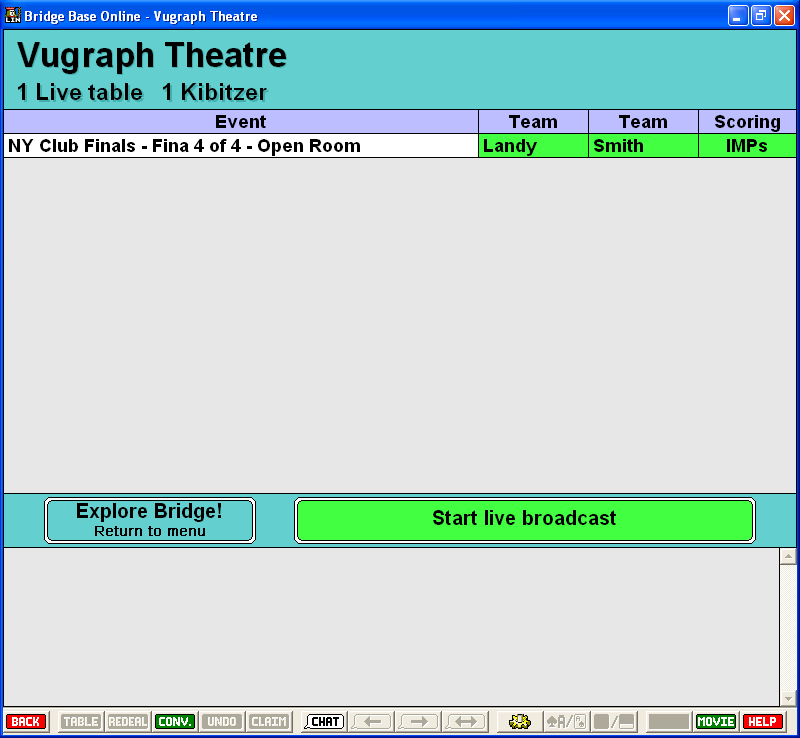 Bridge Base Online - Vugraph Theatre
Vugraph Theatre
1 Live table 1 Kibitzer
Event Team Team Scoring
NY Club Finals - Fina 4 of 4 - Open Room Landy Smith IMPs
Explore Bridge!
Return to menu
Start live broadcast
BACK TABLE REDEAL CONV. UNDO CLAIM CHAT MOVIE HELP